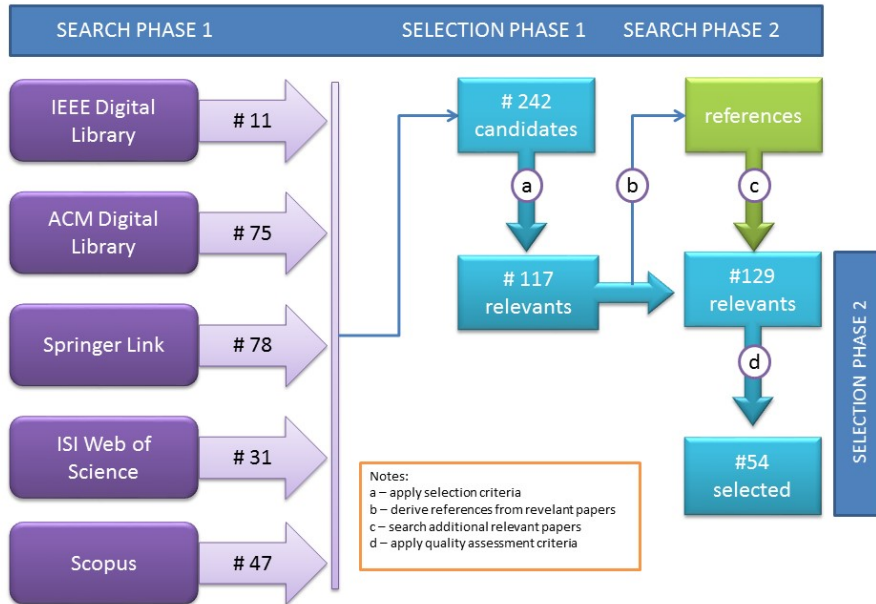 SEARCH PHASE 1
SELECTION PHASE 1
SEARCH PHASE 2
IEEE Digital
Library
# 11
ACM Digital
Library
# 75
Springer Link
# 78
ISI Web of
Science
# 31
Scopus
# 47
# 242
candidates
a
# 117
relevants
b
references
c
#129
relevants
d
#54
selected
SELECTION PHASE 2
Notes:
a – apply selection criteria
b – derive references from revelant papers
c – search additional relevant papers
d – apply quality assessment criteria